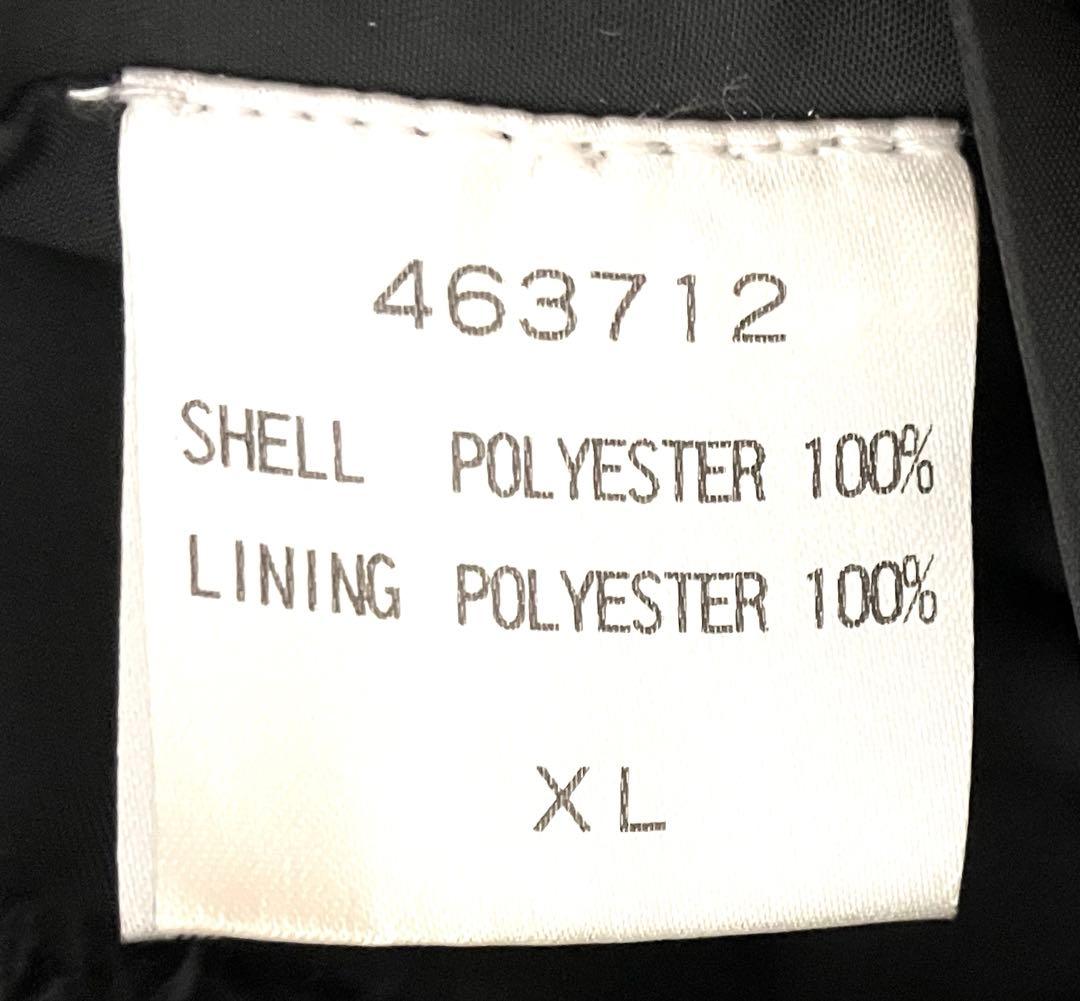 463712
SHELL POLYESTER 100%
LINING POLYESTER 100%
XL